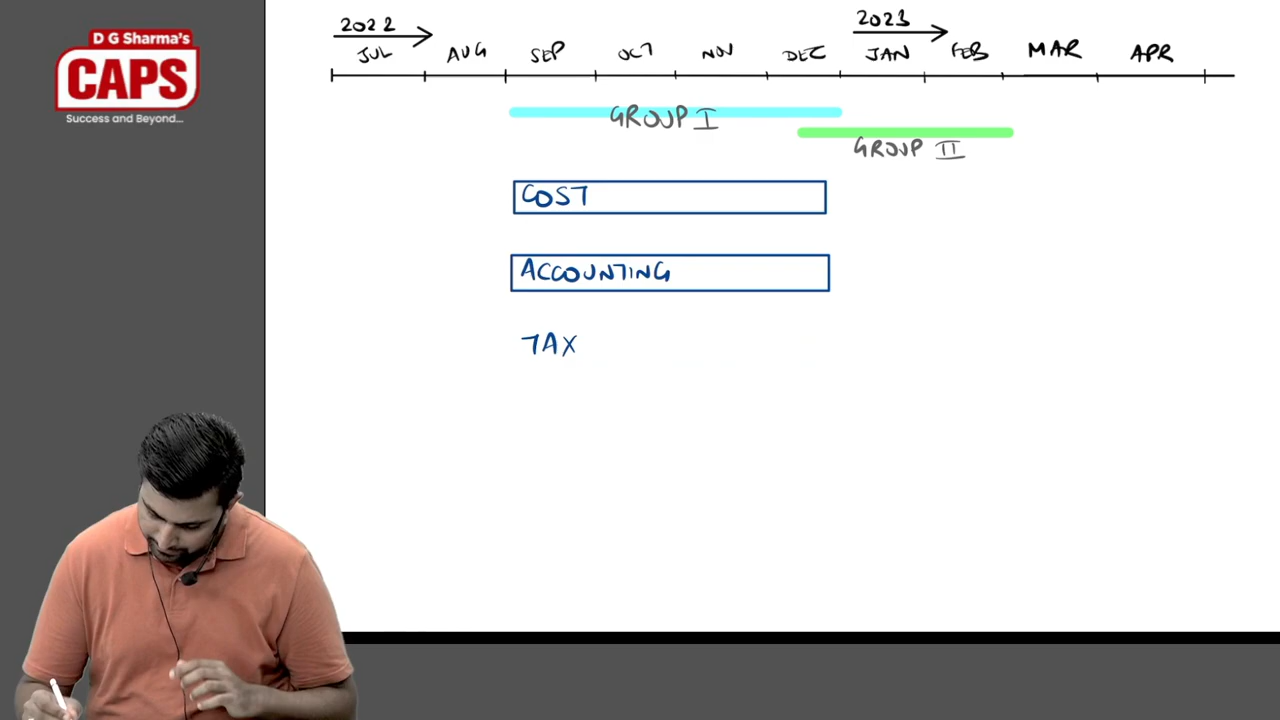 D G Sharma's
CAPS
Success and Beyond...
2022
2023
JUL AUG SEP OCT NOV DEC JAN FEB MAR APR
GROUP I
GROUP II
COST
ACCOUNTING
TAX